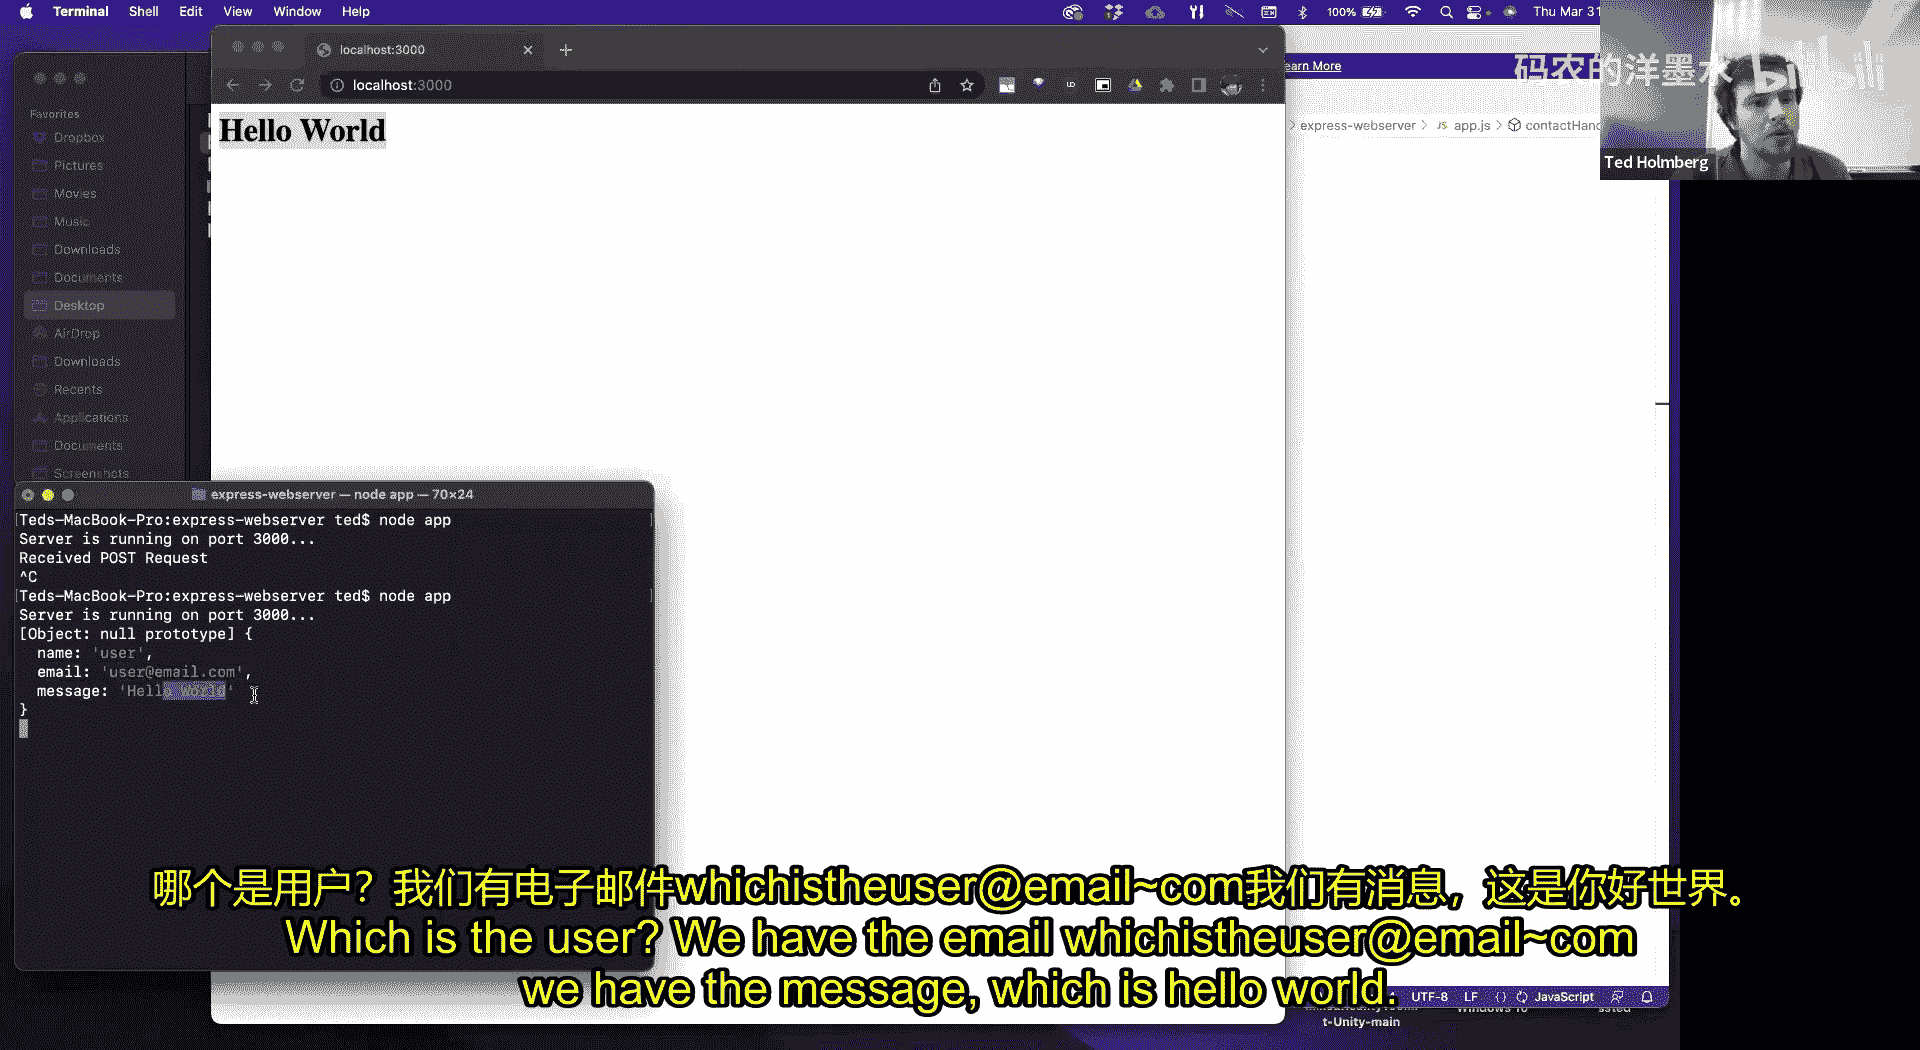 Terminal Shell Edit View Window Help
100%
Thu Mar 31
localhost:3000
localhost:3000
earn More
码农的洋墨水 bilibili
Hello World
express-webserver > JS app.js > contactHan
Ted Holmberg
Favorites
Dropbox
Pictures
Movies
Music
Downloads
Documents
Desktop
AirDrop
Downloads
Recents
Applications
Documents
Screenshots
express-webserver — node app — 70×24
Teds-MacBook-Pro:express-webserver ted$ node app
Server is running on port 3000...
Received POST Request
^C
Teds-MacBook-Pro:express-webserver ted$ node app
Server is running on port 3000...
[Object: null prototype] {
name: 'user',
email: 'user@email.com',
message: 'Hello World'
}
哪个是用户？我们有电子邮件whichistheuser@email~com我们有消息，这是你好世界。
Which is the user? We have the email whichistheuser@email~com
we have the message, which is hello world.
UTF-8 LF {} JavaScript
Windows 10
t-Unity-main